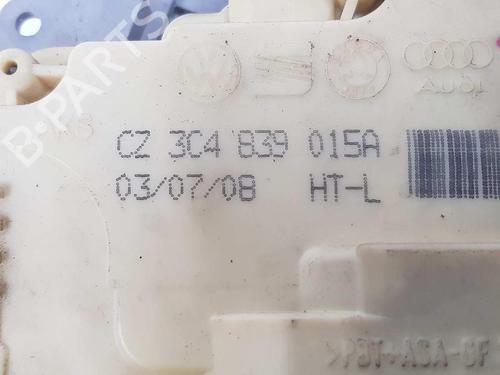 B-PARTS
AUDI
CZ 3C4 839 015A
03/07/08 HT-L
>PBT+ASA-GF